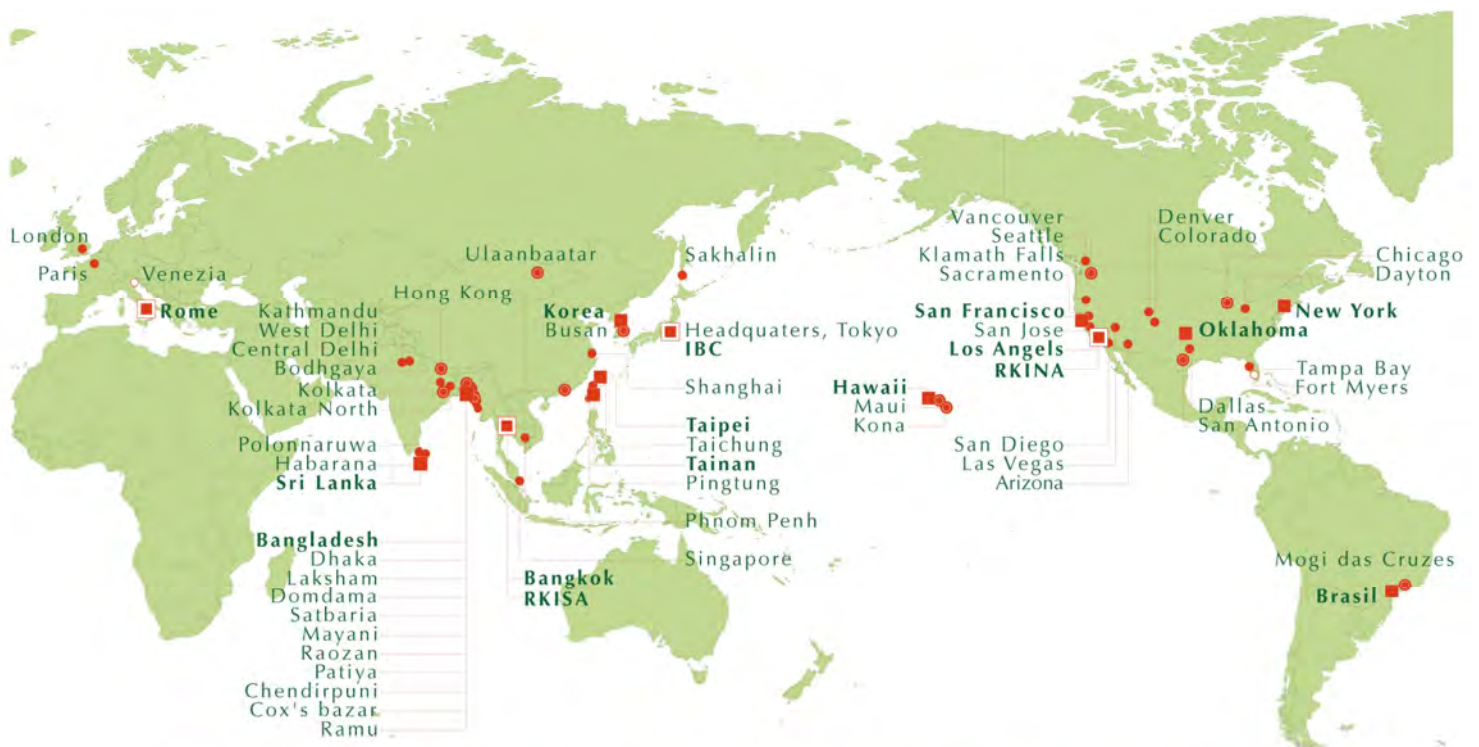 London
Paris
Venezia
Rome
Kathmandu
West Delhi
Central Delhi
Bodhgaya
Kolkata
Kolkata North
Polonnaruwa
Habarana
Sri Lanka
Bangladesh
Dhaka
Laksham
Domdama
Satbaria
Mayani
Raozan
Patiya
Chendirpuni
Cox's bazar
Ramu
Ulaanbaatar
Hong Kong
Sakhalin
Korea
Busan
Headquaters, Tokyo
IBC
Shanghai
Taipei
Taichung
Tainan
Pingtung
Phnom Penh
Singapore
Bangkok
RKISA
Hawaii
Maui
Kona
Vancouver
Seattle
Klamath Falls
Sacramento
San Francisco
San Jose
Los Angels
RKINA
San Diego
Las Vegas
Arizona
Denver
Colorado
Chicago
Dayton
New York
Oklahoma
Tampa Bay
Fort Myers
Dallas
San Antonio
Mogi das Cruzes
Brasil